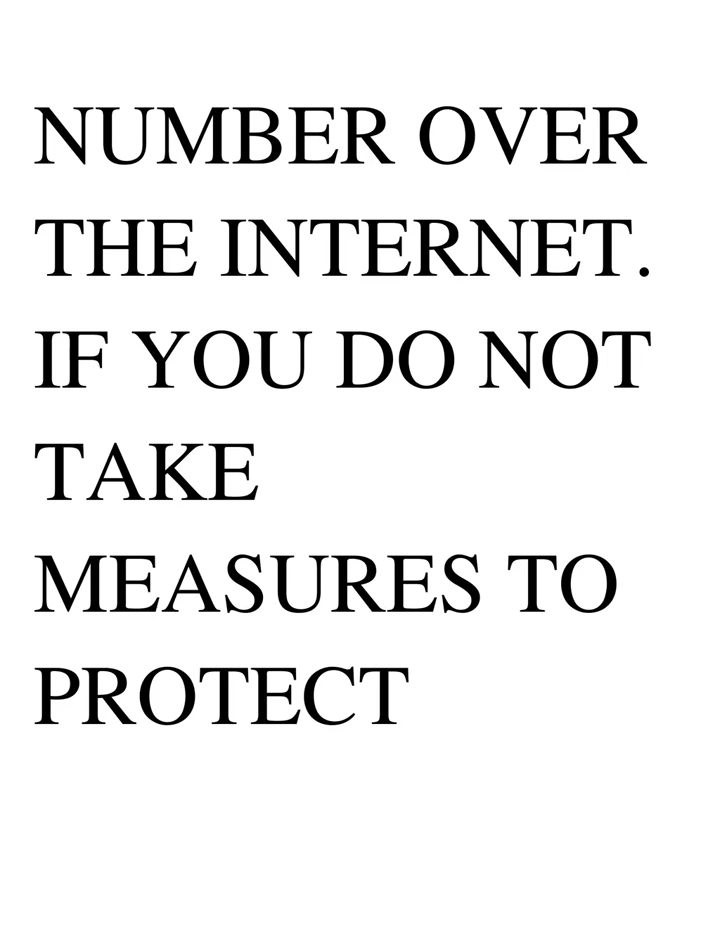 NUMBER OVER
THE INTERNET.
IF YOU DO NOT
TAKE
MEASURES TO
PROTECT